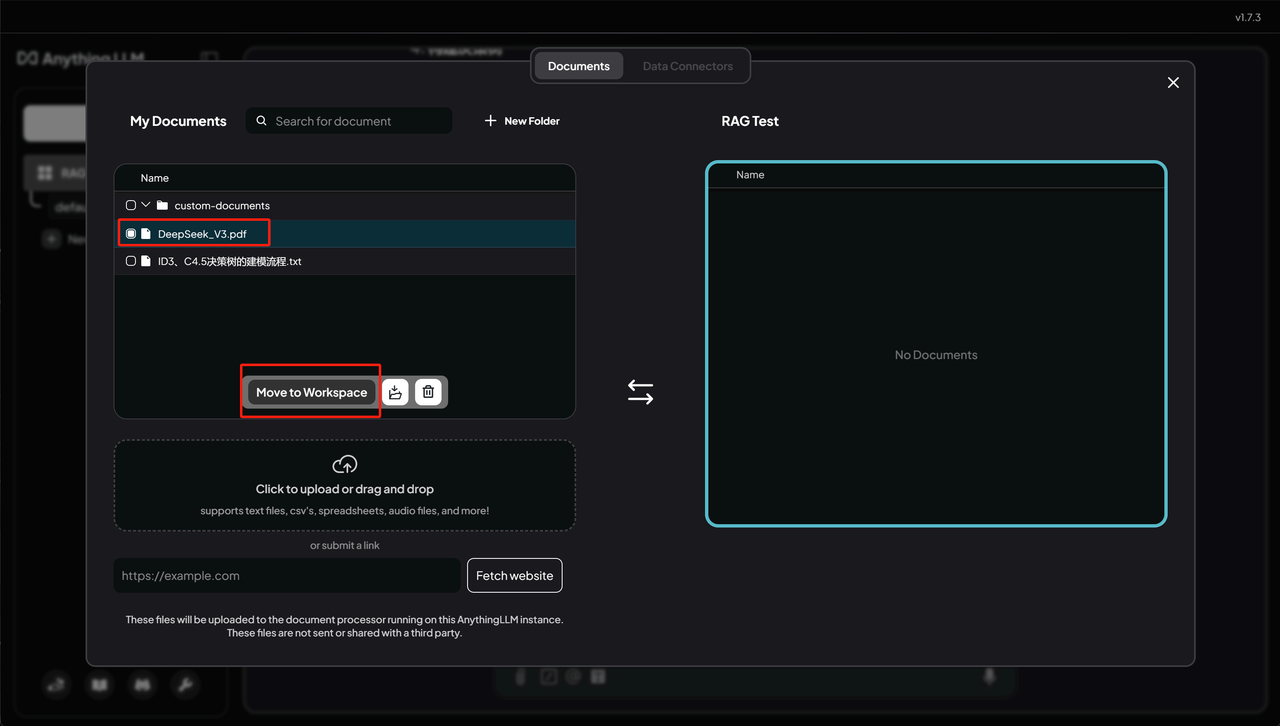 v1.7.3
AnythingLLM
Documents
Data Connectors
My Documents
Search for document
New Folder
RAG Test
Name
Name
custom-documents
RAG
DeepSeek_V3.pdf
ID3、C4.5决策树的建模流程.txt
No Documents
Move to Workspace
Click to upload or drag and drop
supports text files, csv's, spreadsheets, audio files, and more!
or submit a link
https://example.com
Fetch website
These files will be uploaded to the document processor running on this AnythingLLM instance.
These files are not sent or shared with a third party.